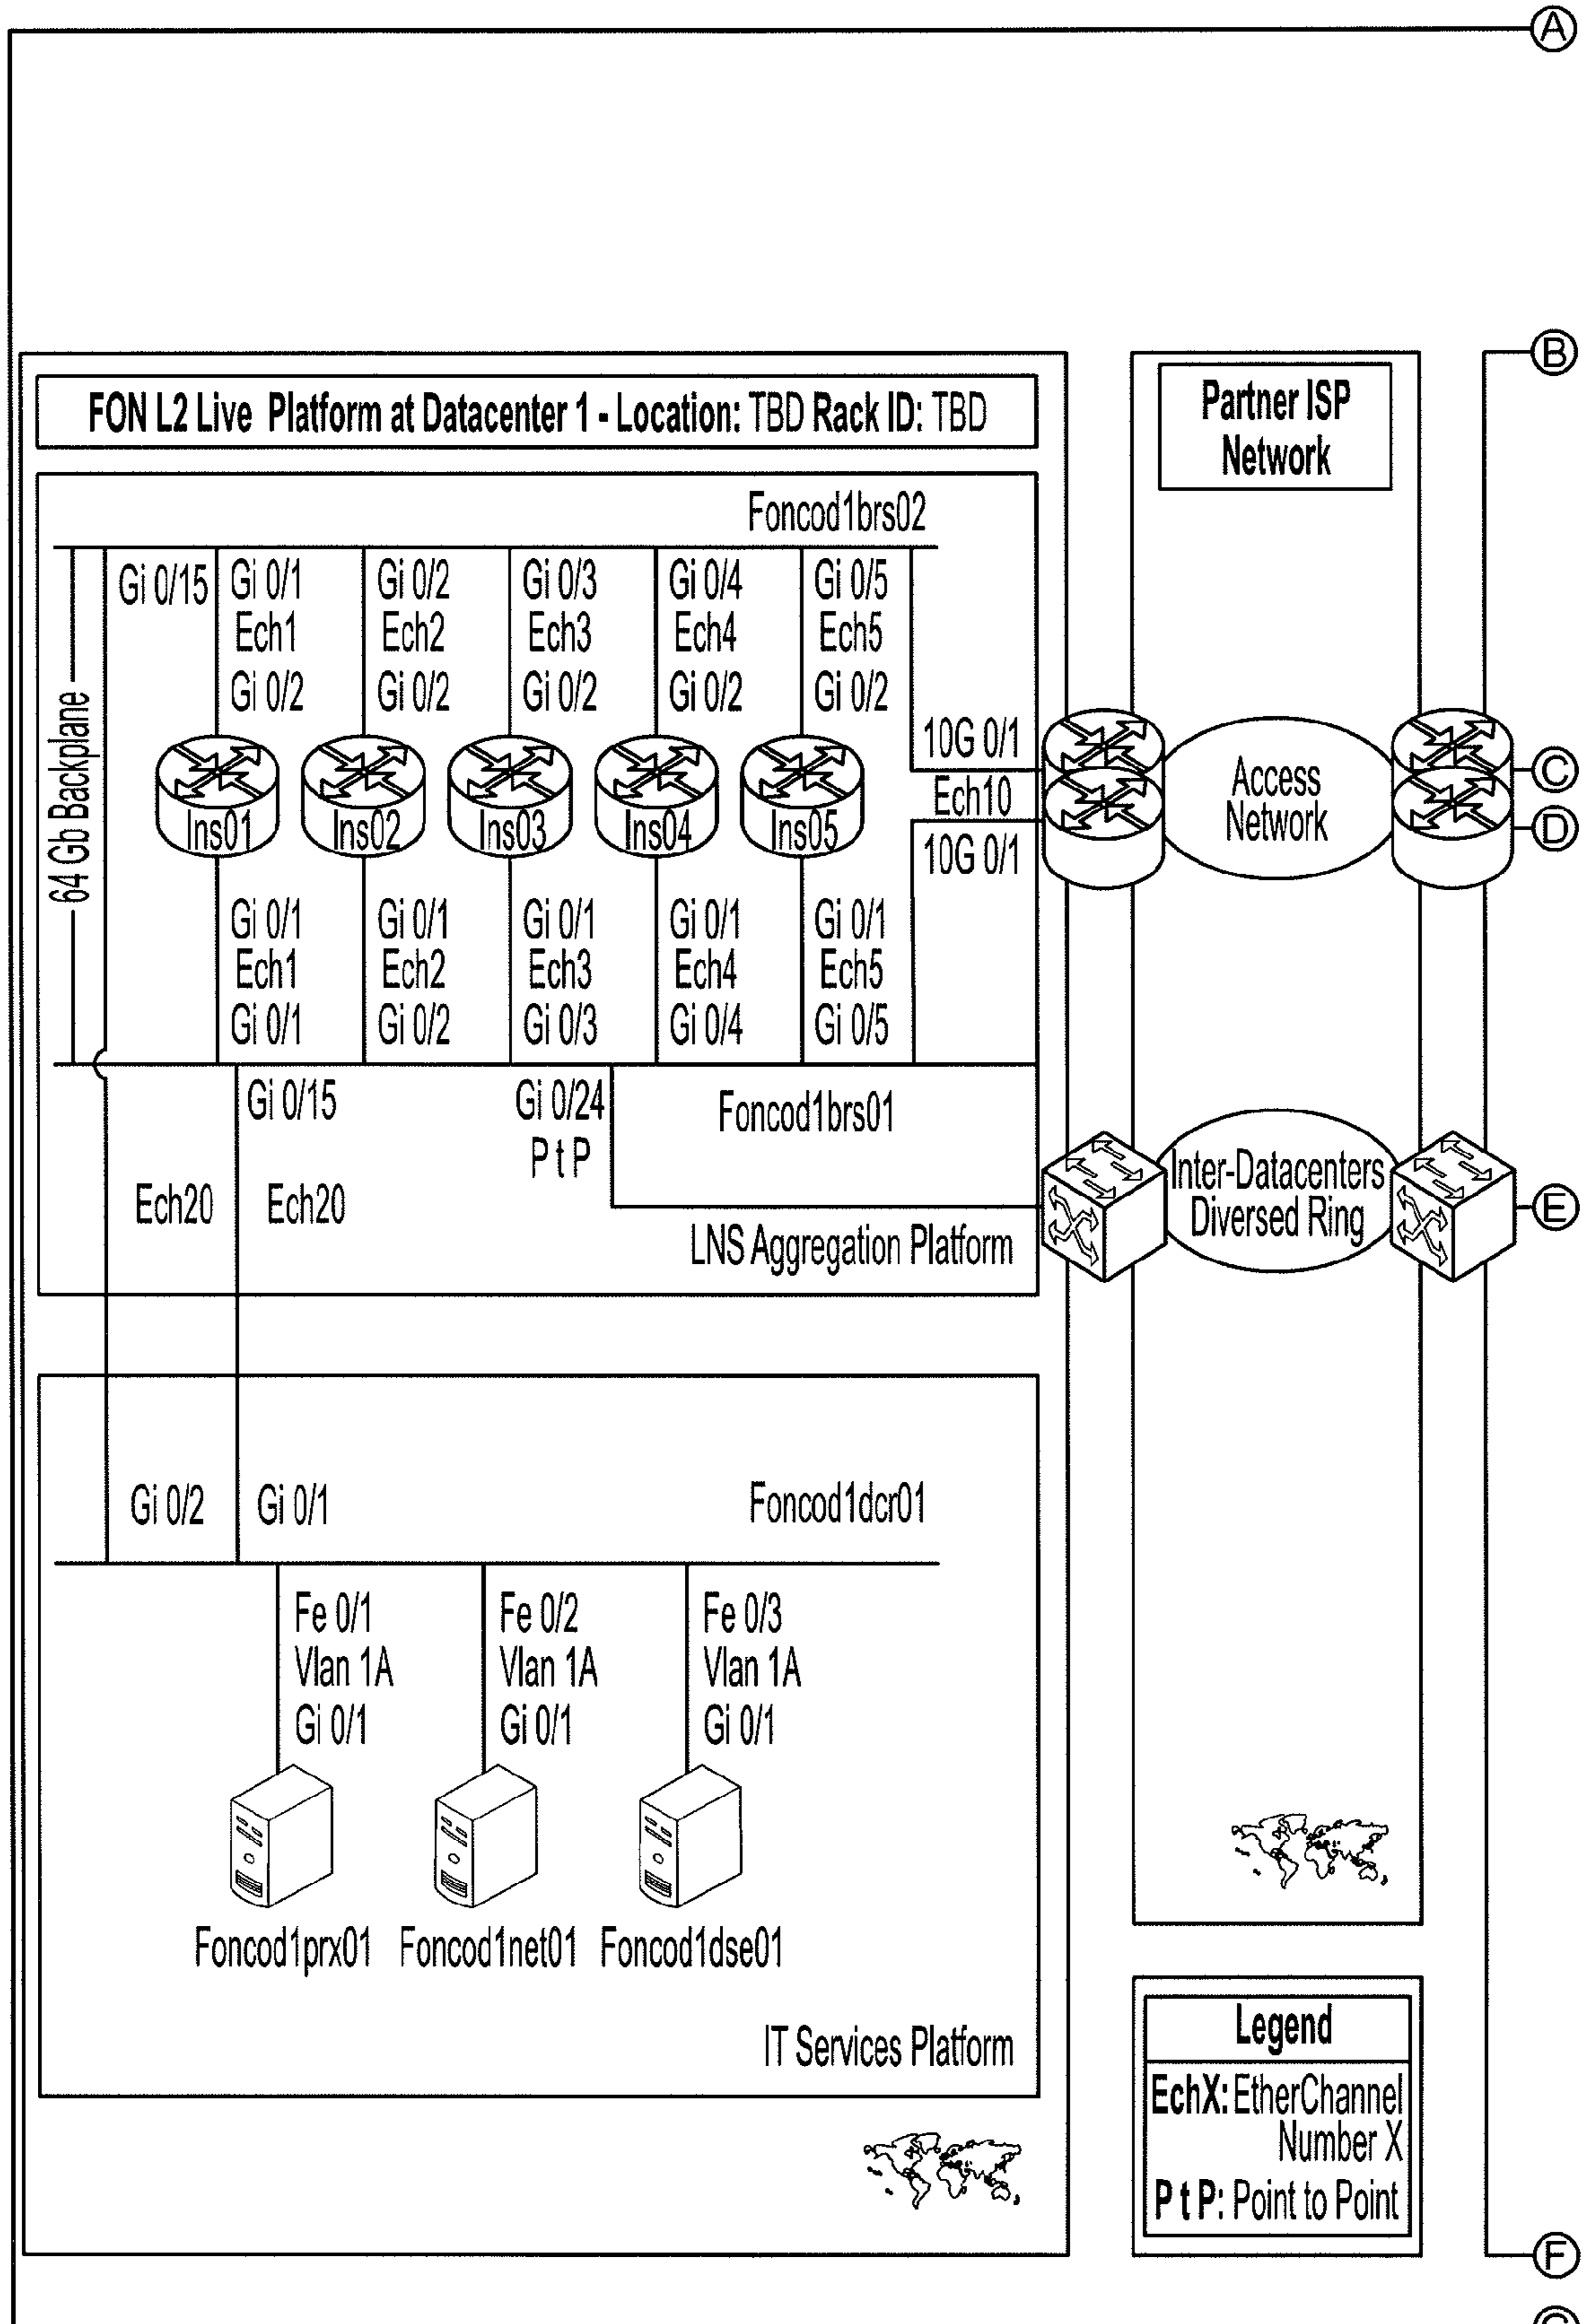 A
B
FON L2 Live Platform at Datacenter 1 - Location: TBD Rack ID: TBD
Partner ISP
Network
Foncod1brs02
Gi 0/15 Gi 0/1 Gi 0/2 Gi 0/3 Gi 0/4 Gi 0/5
Ech1 Ech2 Ech3 Ech4 Ech5
Gi 0/2 Gi 0/2 Gi 0/2 Gi 0/2 Gi 0/2
64 Gb Backplane
10G 0/1
Ech10
10G 0/1
lns01 lns02 lns03 lns04 lns05
Access
Network
C
D
Gi 0/1 Gi 0/1 Gi 0/1 Gi 0/1 Gi 0/1
Ech1 Ech2 Ech3 Ech4 Ech5
Gi 0/1 Gi 0/2 Gi 0/3 Gi 0/4 Gi 0/5
Gi 0/15 Gi 0/24 Foncod1brs01
P t P
Ech20 Ech20
Inter-Datacenters
Diversed Ring
E
LNS Aggregation Platform
Gi 0/2 Gi 0/1 Foncod1dcr01
Fe 0/1 Fe 0/2 Fe 0/3
Vlan 1A Vlan 1A Vlan 1A
Gi 0/1 Gi 0/1 Gi 0/1
Foncod1prx01 Foncod1net01 Foncod1dse01
IT Services Platform
Legend
EchX: EtherChannel
Number X
P t P: Point to Point
F